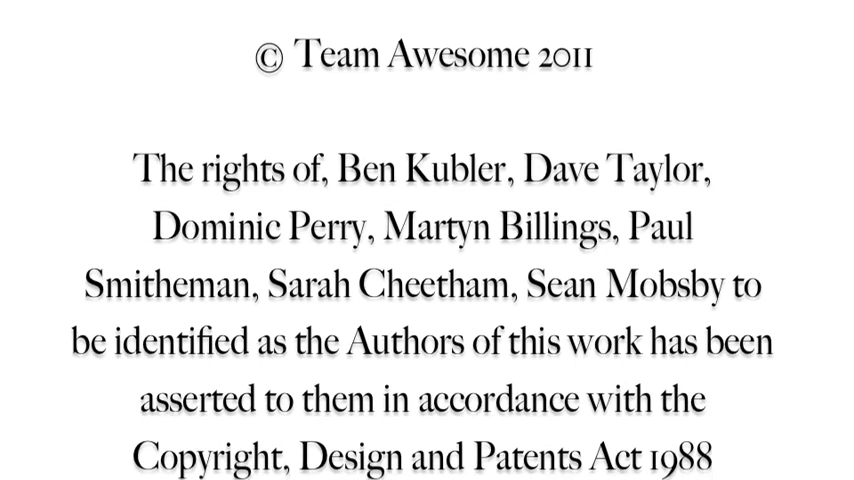 © Team Awesome 2011
The rights of, Ben Kubler, Dave Taylor,
Dominic Perry, Martyn Billings, Paul
Smitheman, Sarah Cheetham, Sean Mobsby to
be identified as the Authors of this work has been
asserted to them in accordance with the
Copyright, Design and Patents Act 1988